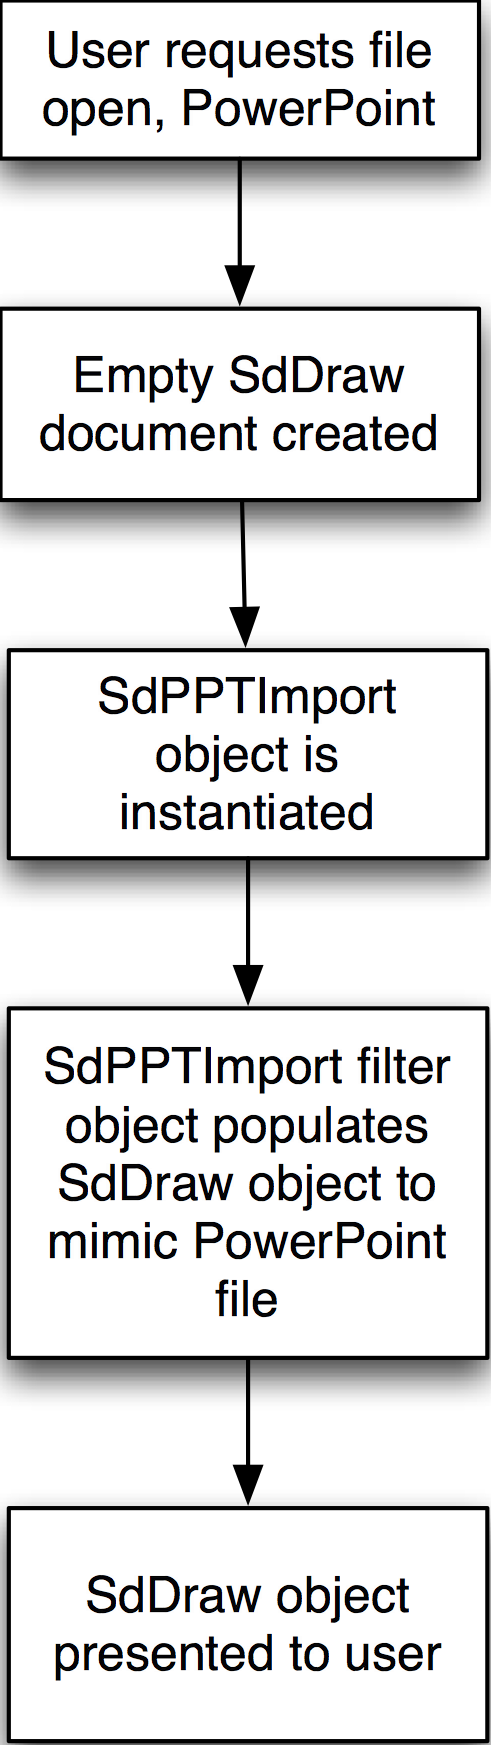 User requests file
open, PowerPoint
Empty SdDraw
document created
SdPPTImport
object is
instantiated
SdPPTImport filter
object populates
SdDraw object to
mimic PowerPoint
file
SdDraw object
presented to user